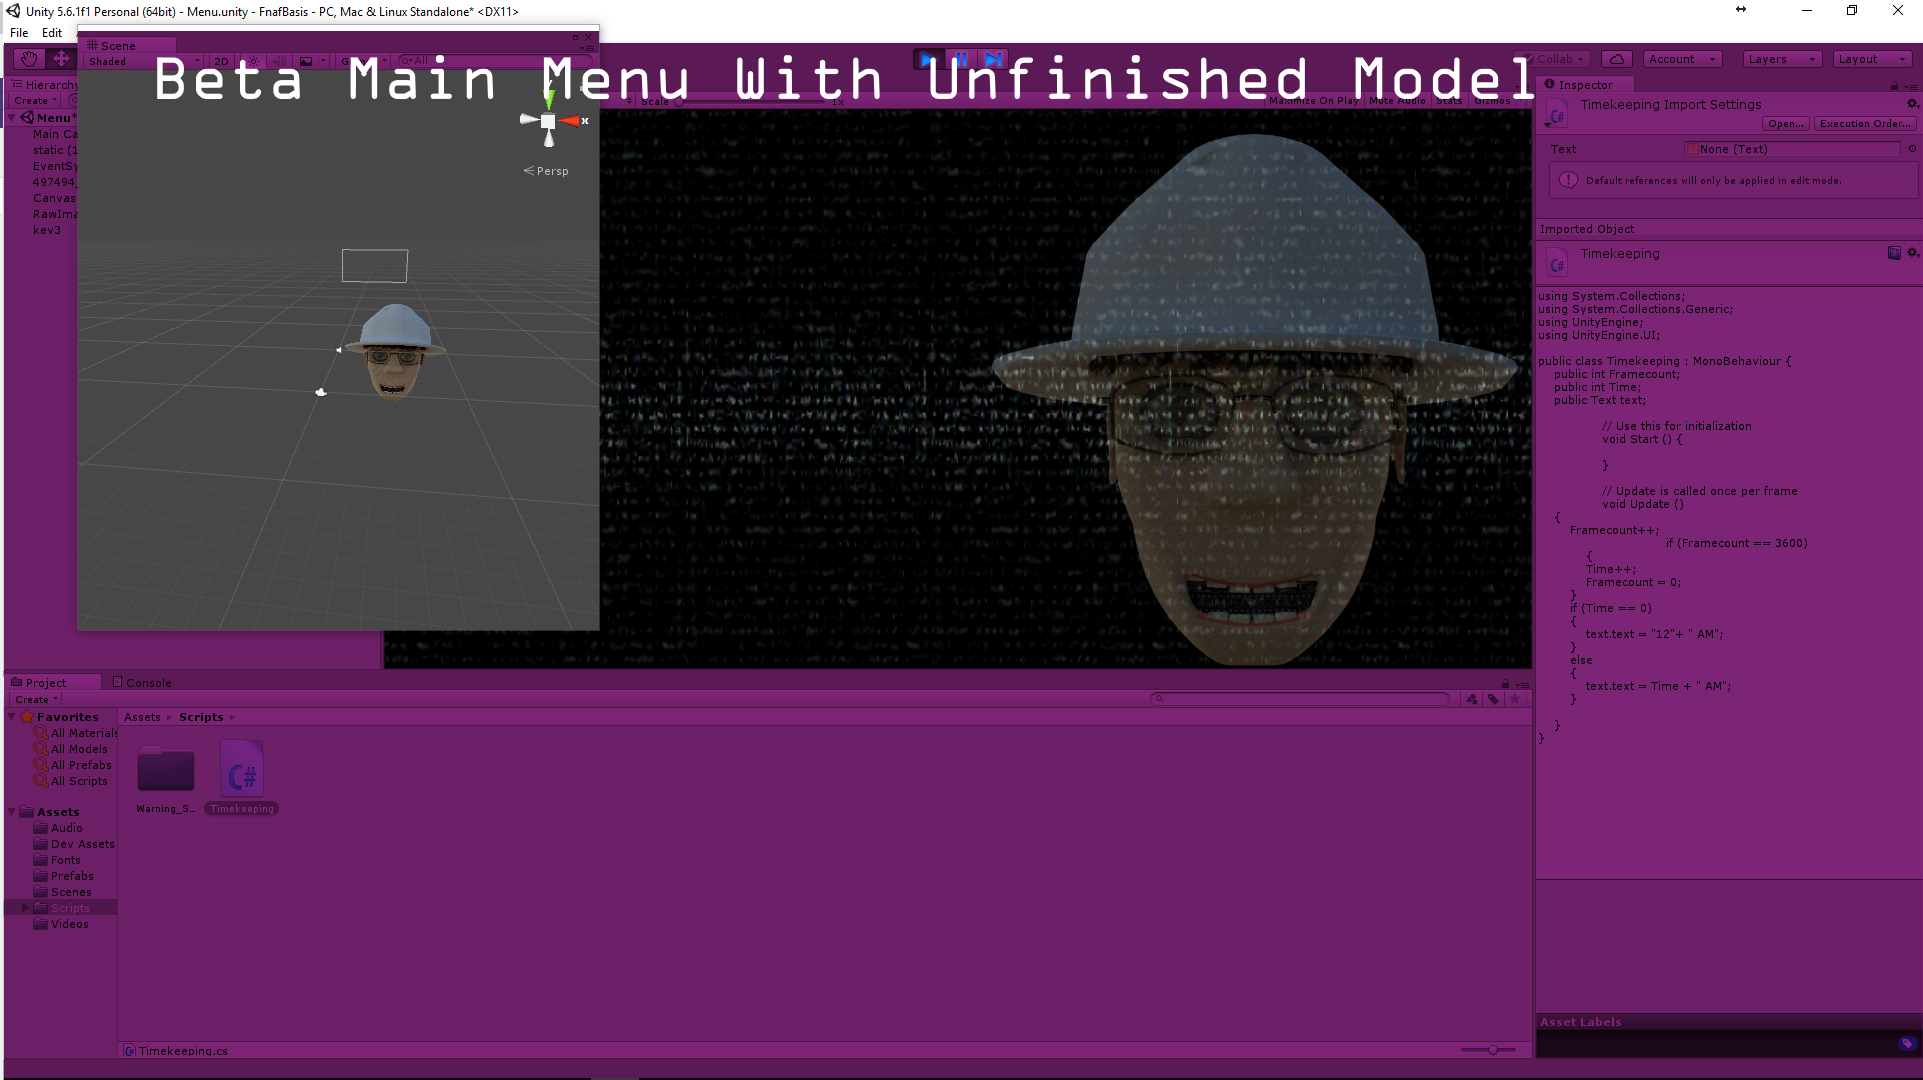 Unity 5.6.1f1 Personal (64bit) - Menu.unity - FnafBasis - PC, Mac & Linux Standalone* <DX11>
File Edit
Scene
Shaded
2D
All
Beta Main Menu With Unfinished Model
Collab
Account
Layers
Layout
Hierarchy
Create
Scale
1x
Maximize On Play
Mute Audio
Stats
Gizmos
Menu*
Main Ca
static (1
EventSy
497494_
Canvas
RawIma
kev3
x
Persp
Inspector
Timekeeping Import Settings
Open...
Execution Order...
Text
None (Text)
Default references will only be applied in edit mode.
Imported Object
Timekeeping
C#
using System.Collections;
using System.Collections.Generic;
using UnityEngine;
using UnityEngine.UI;
public class Timekeeping : MonoBehaviour {
public int Framecount;
public int Time;
public Text text;
// Use this for initialization
void Start () {
}
// Update is called once per frame
void Update ()
{
Framecount++;
if (Framecount == 3600)
{
Time++;
Framecount = 0;
}
if (Time == 0)
{
text.text = "12"+ " AM";
}
else
{
text.text = Time + " AM";
}
}
}
Project
Console
Create
Favorites
All Materials
All Models
All Prefabs
All Scripts
Assets
Audio
Dev Assets
Fonts
Prefabs
Scenes
Scripts
Videos
Assets
Scripts
C#
Warning_S...
Timekeeping
Timekeeping.cs
Asset Labels